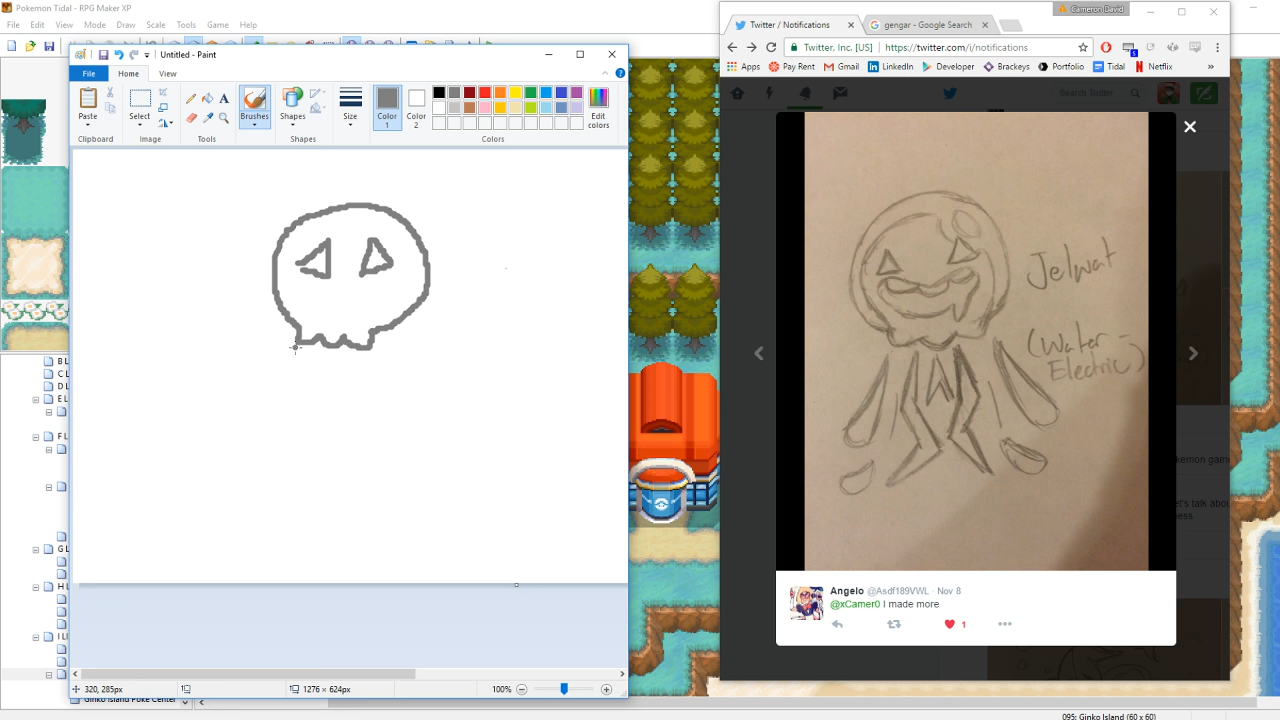 Pokemon Tidal - RPG Maker XP
File Edit View Mode Draw Scale Tools Game Help
Untitled - Paint
File Home View
Paste
Select
Brushes
Shapes
Size
Color 1
Color 2
Edit colors
Clipboard Image Tools Shapes Colors
B L
C L
D L
E L
F L
G L
H L
I L
320, 285px
1276 × 624px
100%
Ginko Island Poke Center
095: Ginko Island (60 x 60)
Cameron David
Twitter / Notifications
gengar - Google Search
Twitter, Inc. [US]
https://twitter.com/i/notifications
Apps Pay Rent Gmail LinkedIn Developer Brackeys Portfolio Tidal Netflix »
Search Twitter
Jelwat
(Water-
Electric)
Angelo @Asdf189VWL · Nov 8
@xCamer0 I made more
1